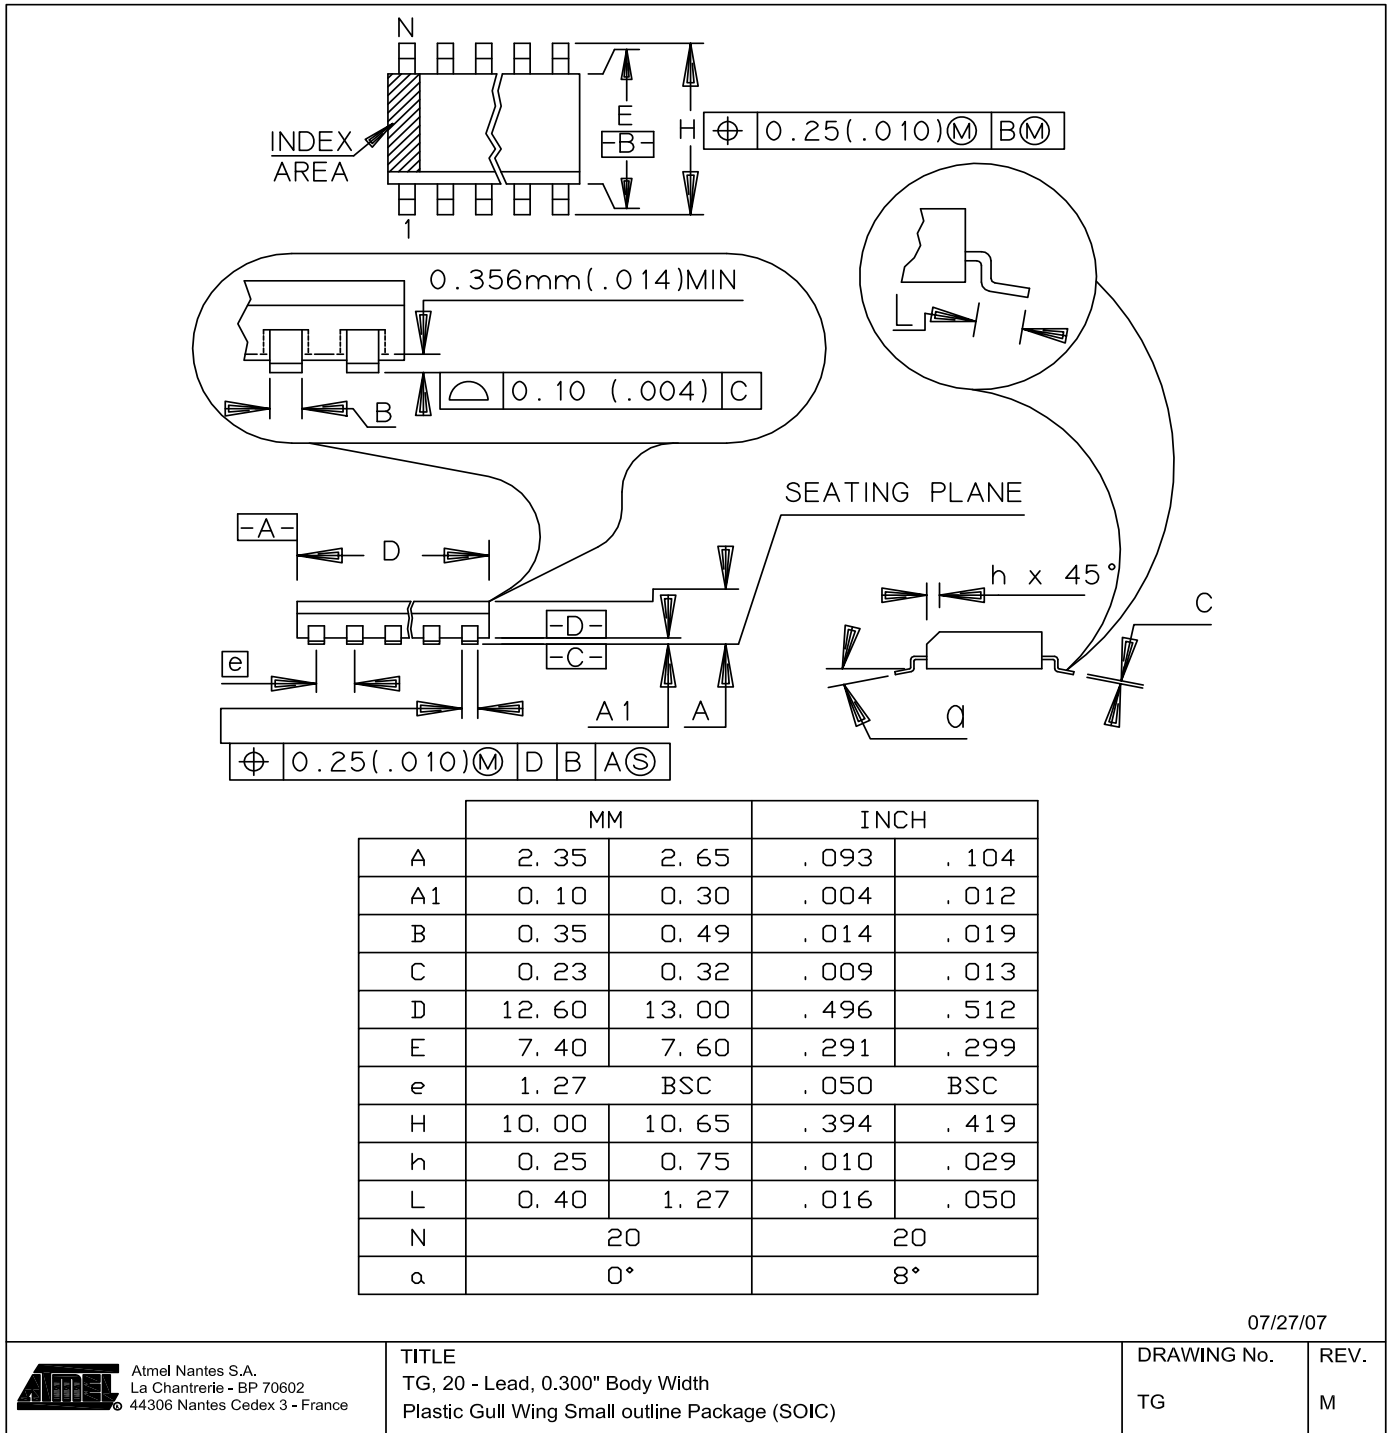 N
INDEX
AREA
1
E
-B-
H
⌖ 0.25(.010)Ⓜ BⓂ
0.356mm(.014)MIN
⌓ 0.10 (.004) C
B
L
SEATING PLANE
-A-
D
h x 45°
C
-D-
-C-
e
A1
A
a
⌖ 0.25(.010)Ⓜ D B AⓈ
MM INCH
A 2.35 2.65 .093 .104
A1 0.10 0.30 .004 .012
B 0.35 0.49 .014 .019
C 0.23 0.32 .009 .013
D 12.60 13.00 .496 .512
E 7.40 7.60 .291 .299
e 1.27 BSC .050 BSC
H 10.00 10.65 .394 .419
h 0.25 0.75 .010 .029
L 0.40 1.27 .016 .050
N 20 20
a 0° 8°
07/27/07
ATMEL
Atmel Nantes S.A.
La Chantrerie - BP 70602
44306 Nantes Cedex 3 - France
TITLE
TG, 20 - Lead, 0.300" Body Width
Plastic Gull Wing Small outline Package (SOIC)
DRAWING No.
TG
REV.
M